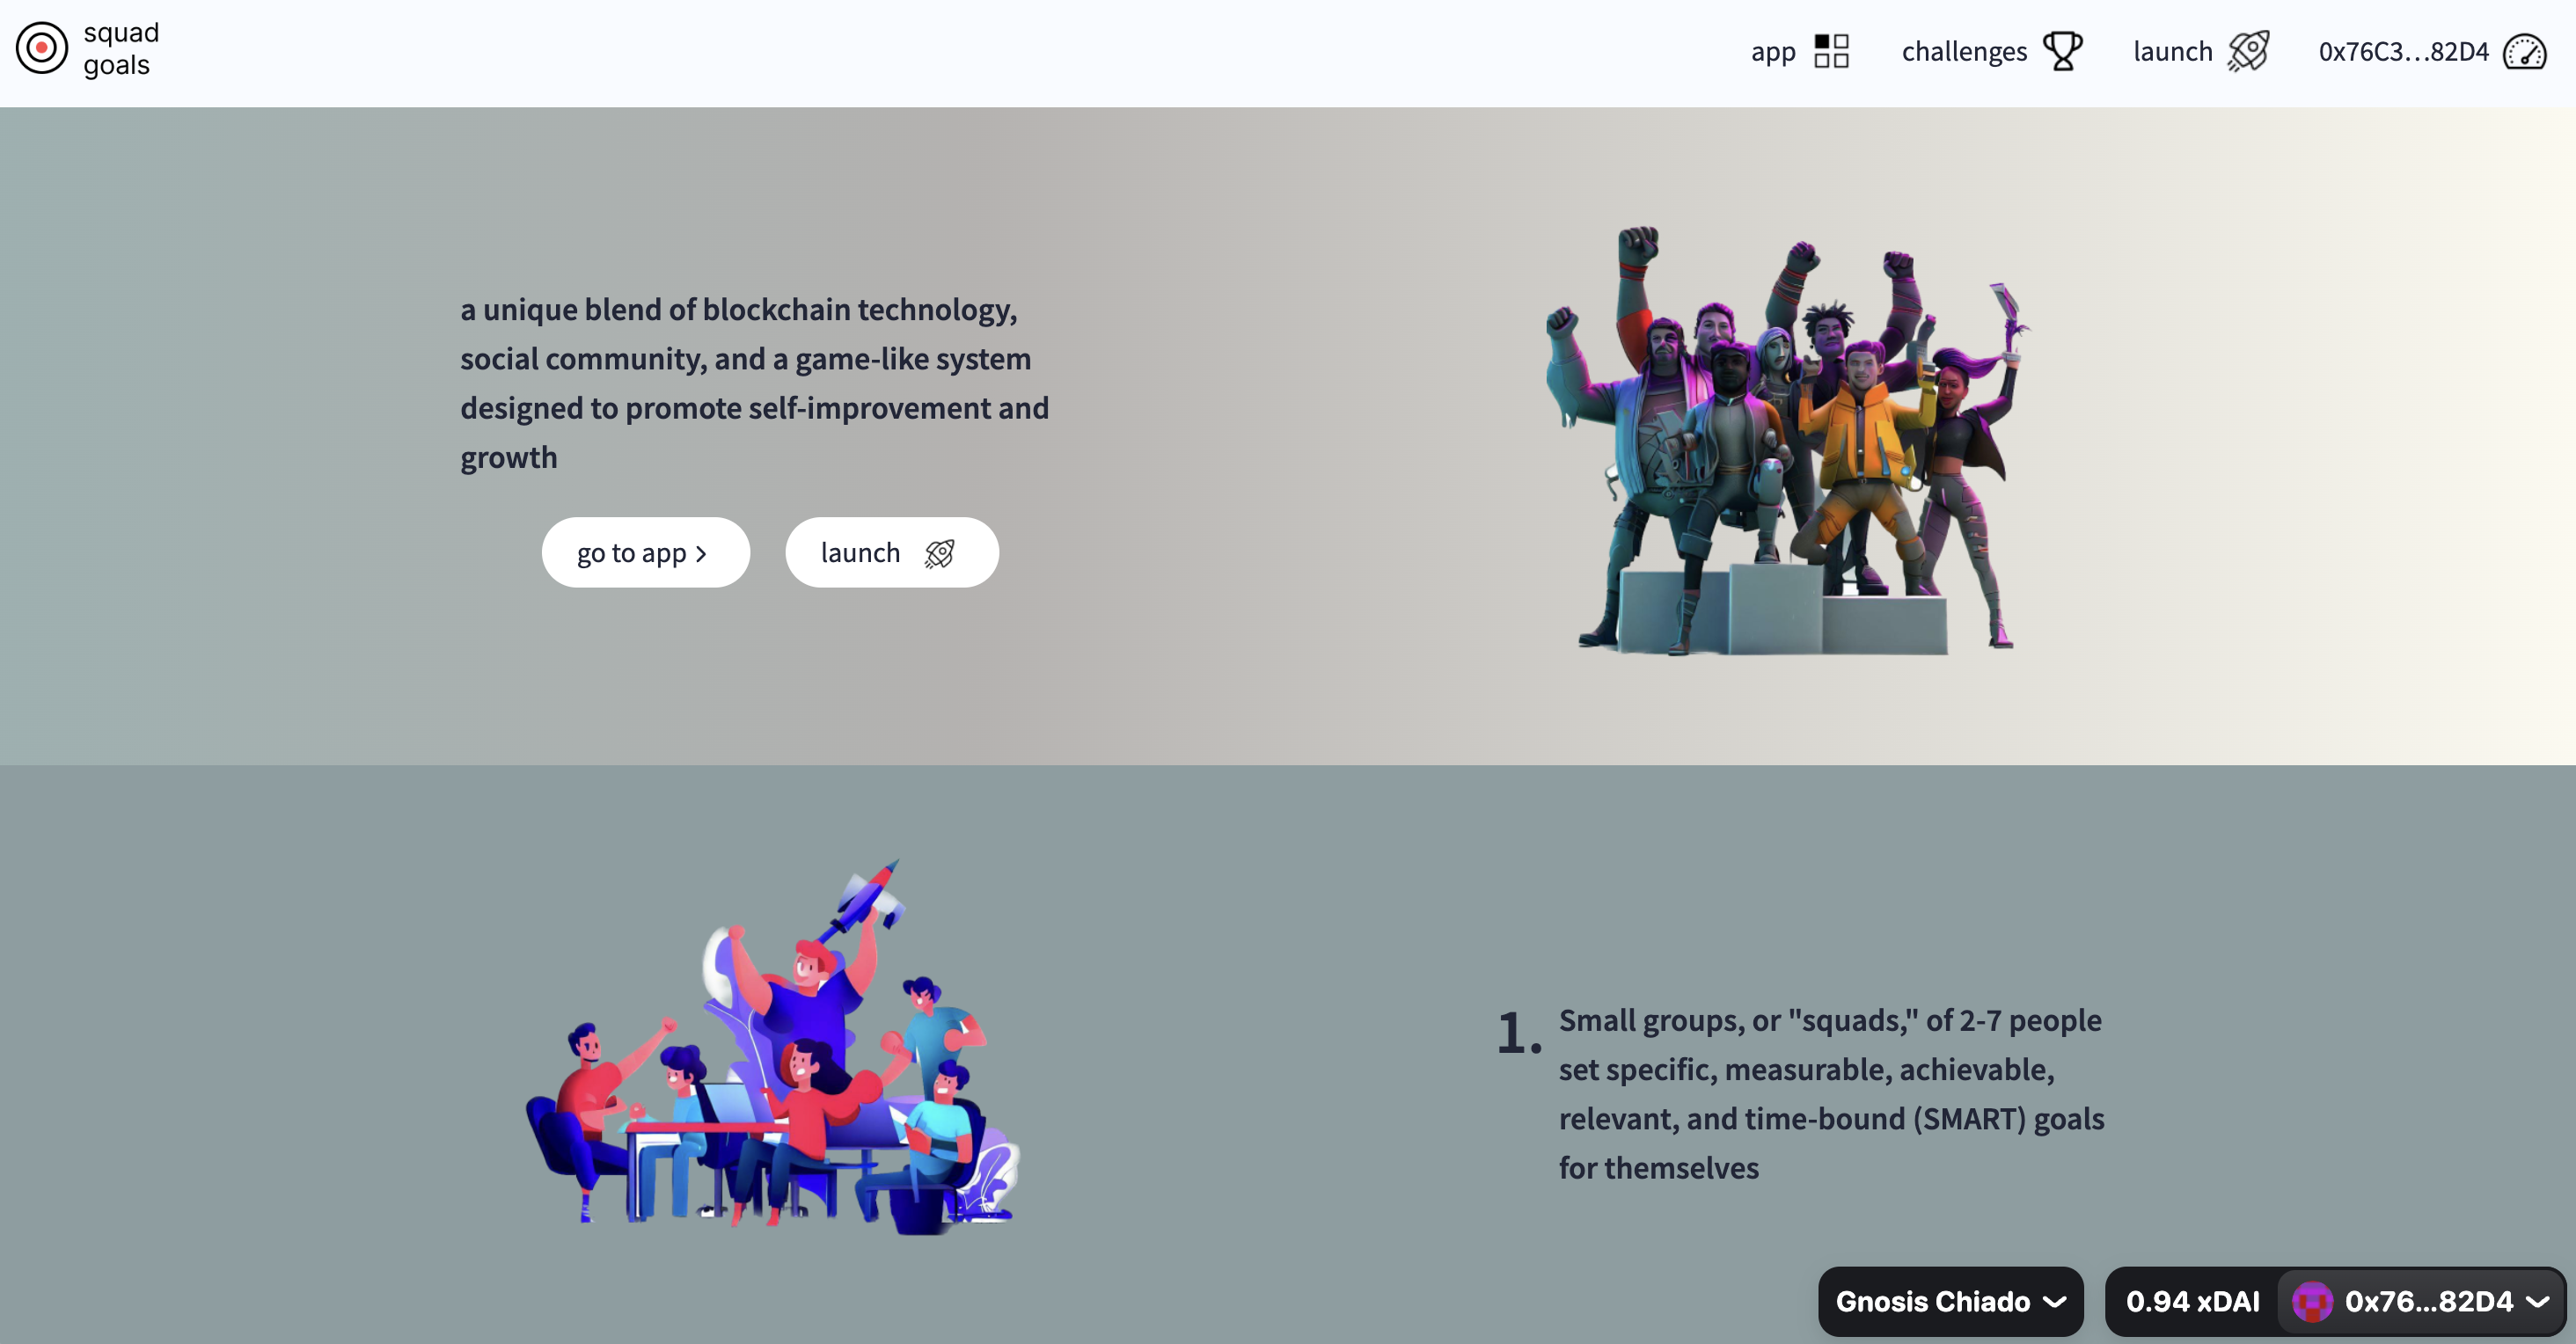 squad
goals
app
challenges
launch
0x76C3...82D4
a unique blend of blockchain technology,
social community, and a game-like system
designed to promote self-improvement and
growth
go to app >
launch
1.
Small groups, or "squads," of 2-7 people
set specific, measurable, achievable,
relevant, and time-bound (SMART) goals
for themselves
Gnosis Chiado
0.94 xDAI
0x76...82D4